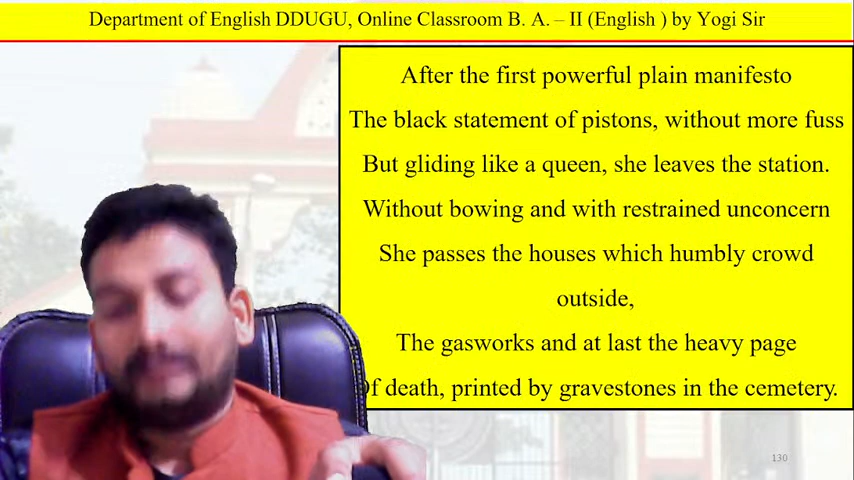 Department of English DDUGU, Online Classroom B. A. – II (English ) by Yogi Sir
After the first powerful plain manifesto
The black statement of pistons, without more fuss
But gliding like a queen, she leaves the station.
Without bowing and with restrained unconcern
She passes the houses which humbly crowd
outside,
The gasworks and at last the heavy page
Of death, printed by gravestones in the cemetery.
130